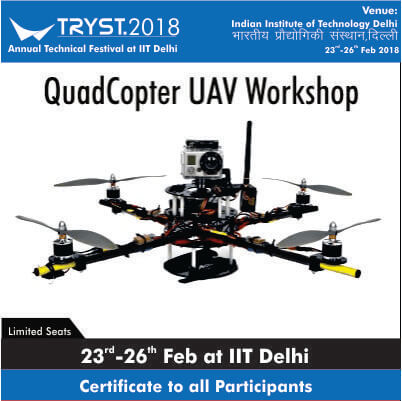 TRYST.2018
Annual Technical Festival at IIT Delhi
Venue:
Indian Institute of Technology Delhi
भारतीय प्रौद्योगिकी संस्थान,दिल्ली
23rd-26th Feb 2018
QuadCopter UAV Workshop
Limited Seats
23rd-26th Feb at IIT Delhi
Certificate to all Participants